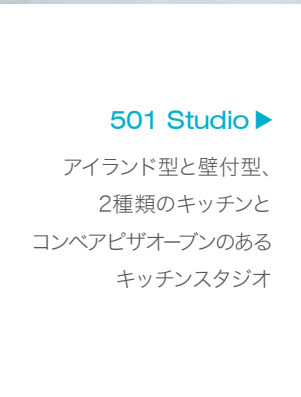 501 Studio▶
アイランド型と壁付型、
2種類のキッチンと
コンベアピザオーブンのある
キッチンスタジオ